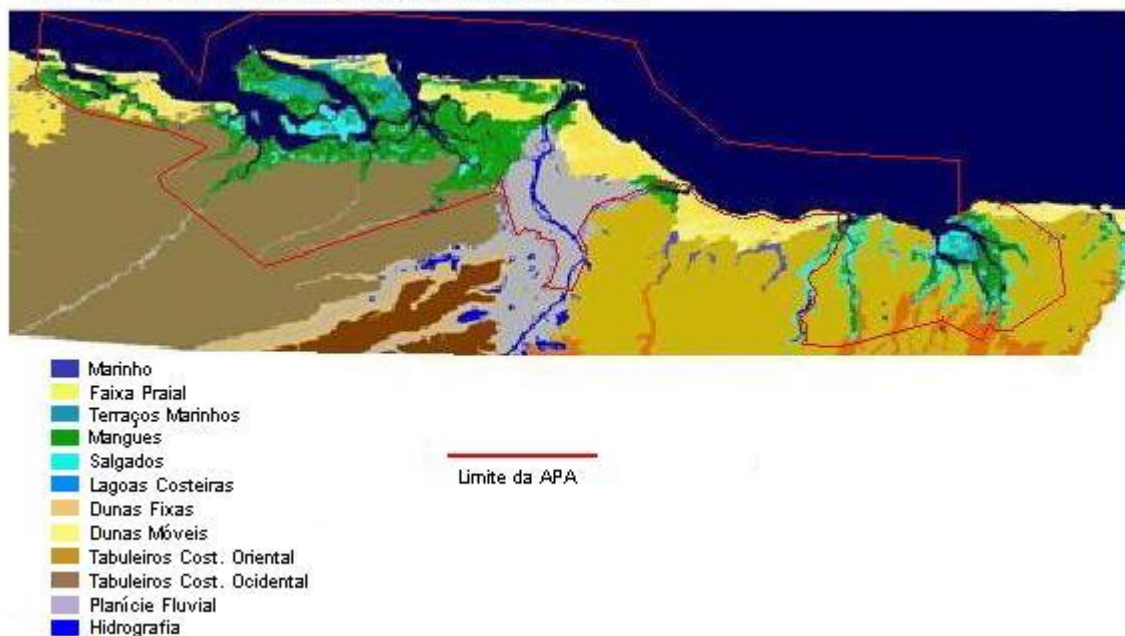 Marinho
Faixa Praial
Terraços Marinhos
Mangues
Salgados
Lagoas Costeiras
Dunas Fixas
Dunas Móveis
Tabuleiros Cost. Oriental
Tabuleiros Cost. Ocidental
Planície Fluvial
Hidrografia
Limite da APA